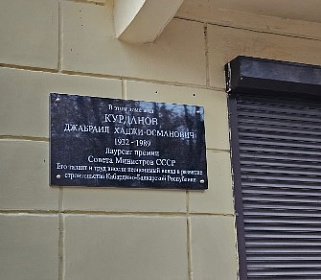 В этом доме жил
КУРДАНОВ
ДЖАБРАИЛ ХАДЖИ-ОСМАНОВИЧ
1932-1989
Лауреат премии
Совета Министров СССР
Его талант и труд внесли неоценимый вклад в развитие
строительства Кабардино-Балкарской Республики